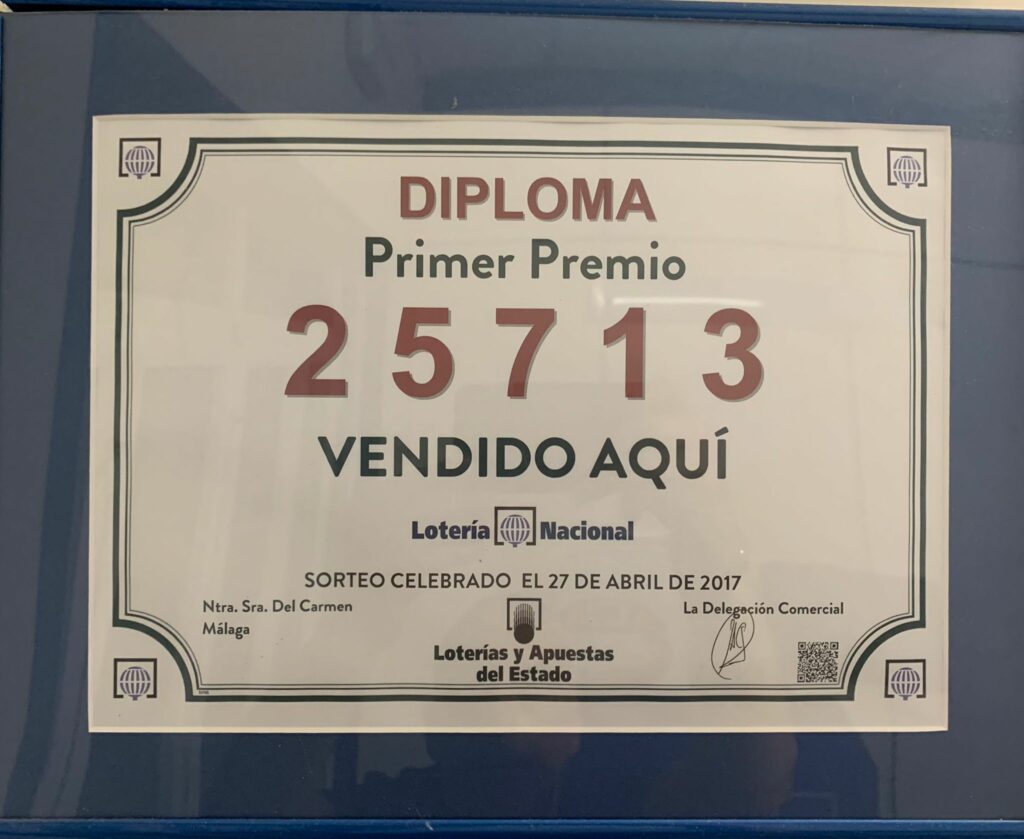 DIPLOMA
Primer Premio
25713
VENDIDO AQUÍ
Lotería Nacional
SORTEO CELEBRADO EL 27 DE ABRIL DE 2017
Ntra. Sra. Del Carmen
Málaga
La Delegación Comercial
Loterías y Apuestas
del Estado